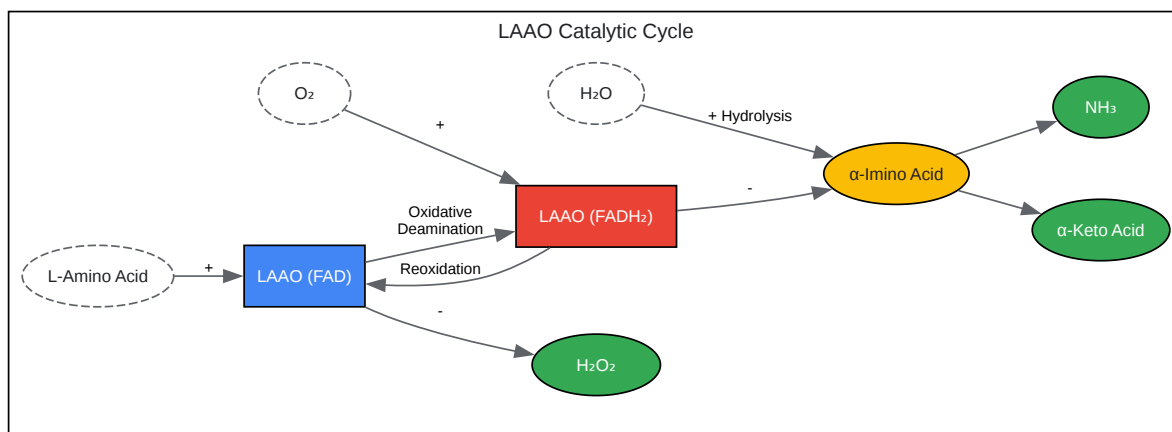 LAAO Catalytic Cycle
O₂
H₂O
NH₃
+
+ Hydrolysis
α-Imino Acid
-
LAAO (FADH₂)
Oxidative
Deamination
α-Keto Acid
L-Amino Acid
+
LAAO (FAD)
Reoxidation
-
H₂O₂